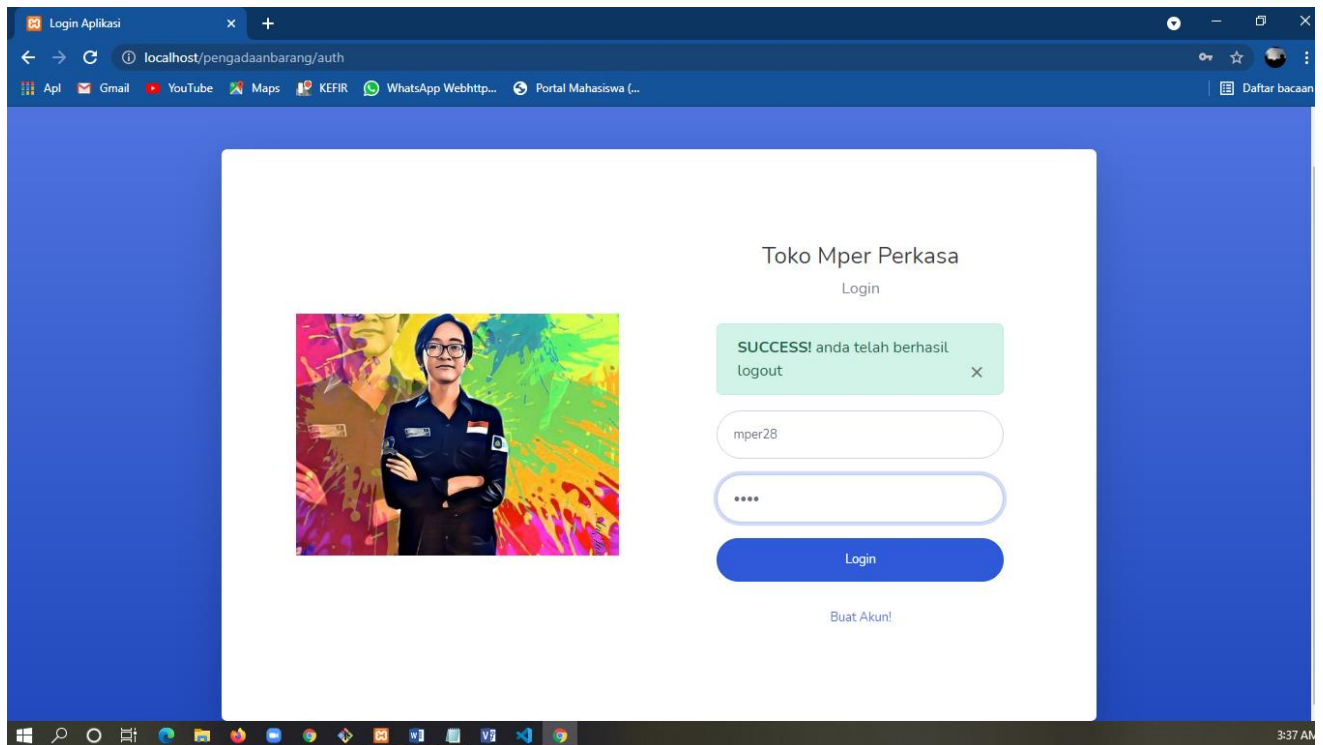 Login Aplikasi
localhost/pengadaanbarang/auth
Apl Gmail YouTube Maps KEFIR WhatsApp Webhttp... Portal Mahasiswa (... Daftar bacaan
Toko Mper Perkasa
Login
SUCCESS! anda telah berhasil
logout
mper28
••••
Login
Buat Akun!
3:37 AM